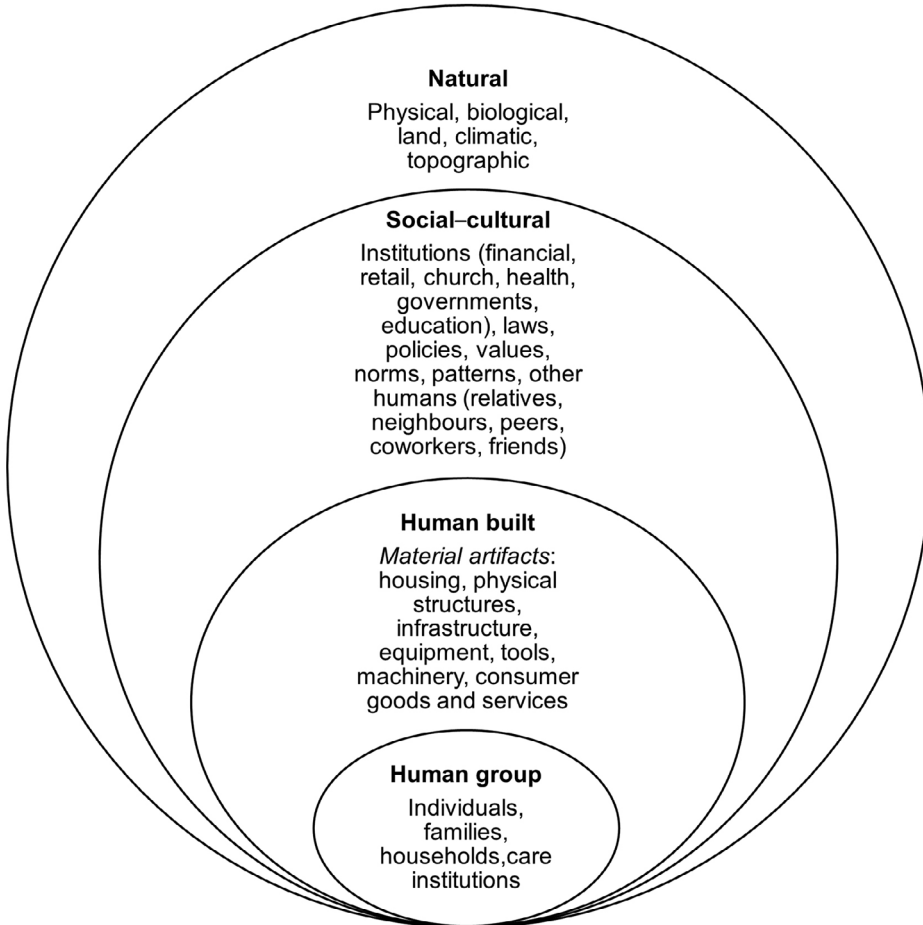 Natural
Physical, biological,
land, climatic,
topographic
Social–cultural
Institutions (financial,
retail, church, health,
governments,
education), laws,
policies, values,
norms, patterns, other
humans (relatives,
neighbours, peers,
coworkers, friends)
Human built
Material artifacts:
housing, physical
structures,
infrastructure,
equipment, tools,
machinery, consumer
goods and services
Human group
Individuals,
families,
households,care
institutions